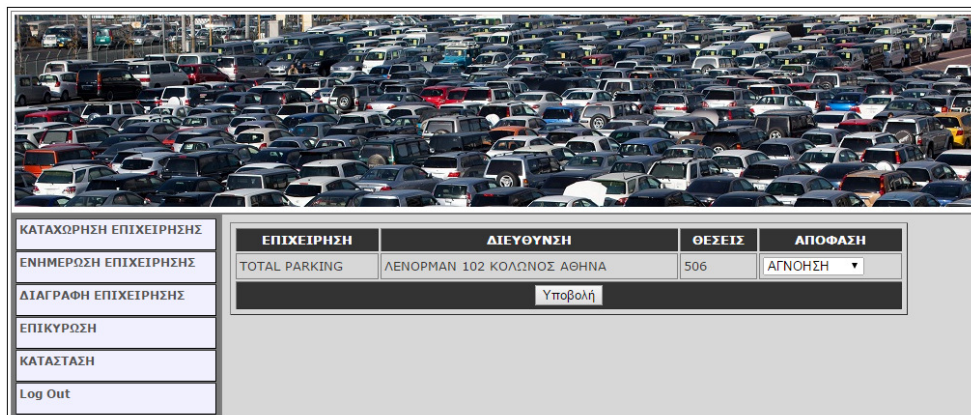 ΚΑΤΑΧΩΡΗΣΗ ΕΠΙΧΕΙΡΗΣΗΣ
ΕΝΗΜΕΡΩΣΗ ΕΠΙΧΕΙΡΗΣΗΣ
ΔΙΑΓΡΑΦΗ ΕΠΙΧΕΙΡΗΣΗΣ
ΕΠΙΚΥΡΩΣΗ
ΚΑΤΑΣΤΑΣΗ
Log Out
ΕΠΙΧΕΙΡΗΣΗ ΔΙΕΥΘΥΝΣΗ ΘΕΣΕΙΣ ΑΠΟΦΑΣΗ
TOTAL PARKING ΛΕΝΟΡΜΑΝ 102 ΚΟΛΩΝΟΣ ΑΘΗΝΑ 506 ΑΓΝΟΗΣΗ
Υποβολή